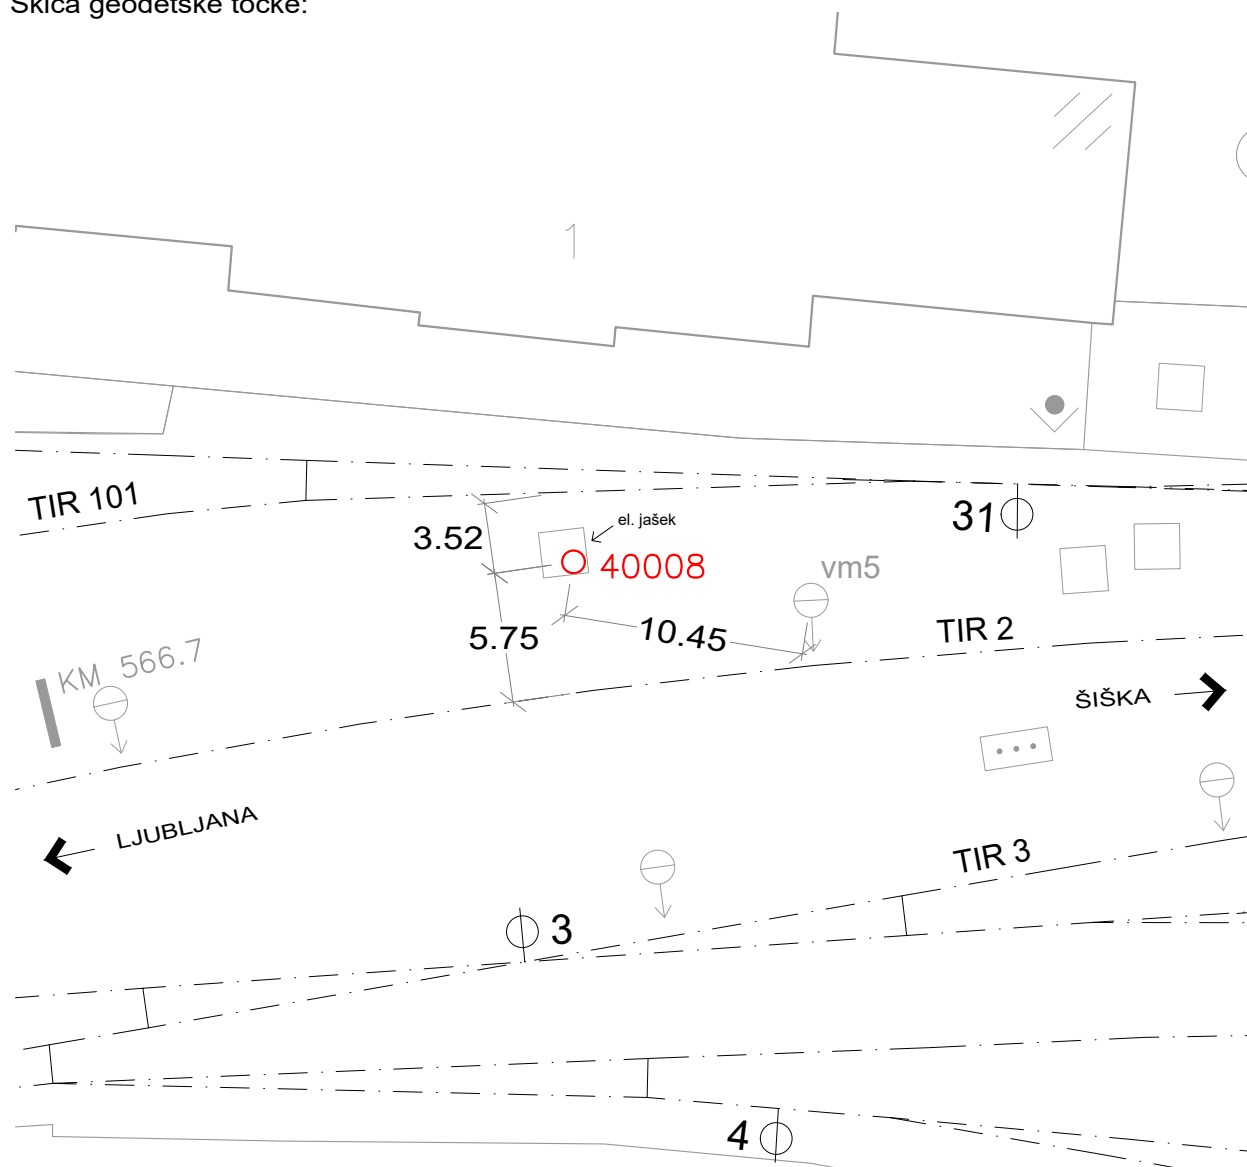 Skica geodetske točke:
1
TIR 101
31
3.52
el. jašek
40008
vm5
5.75
10.45
TIR 2
KM 566.7
ŠIŠKA
LJUBLJANA
TIR 3
3
4